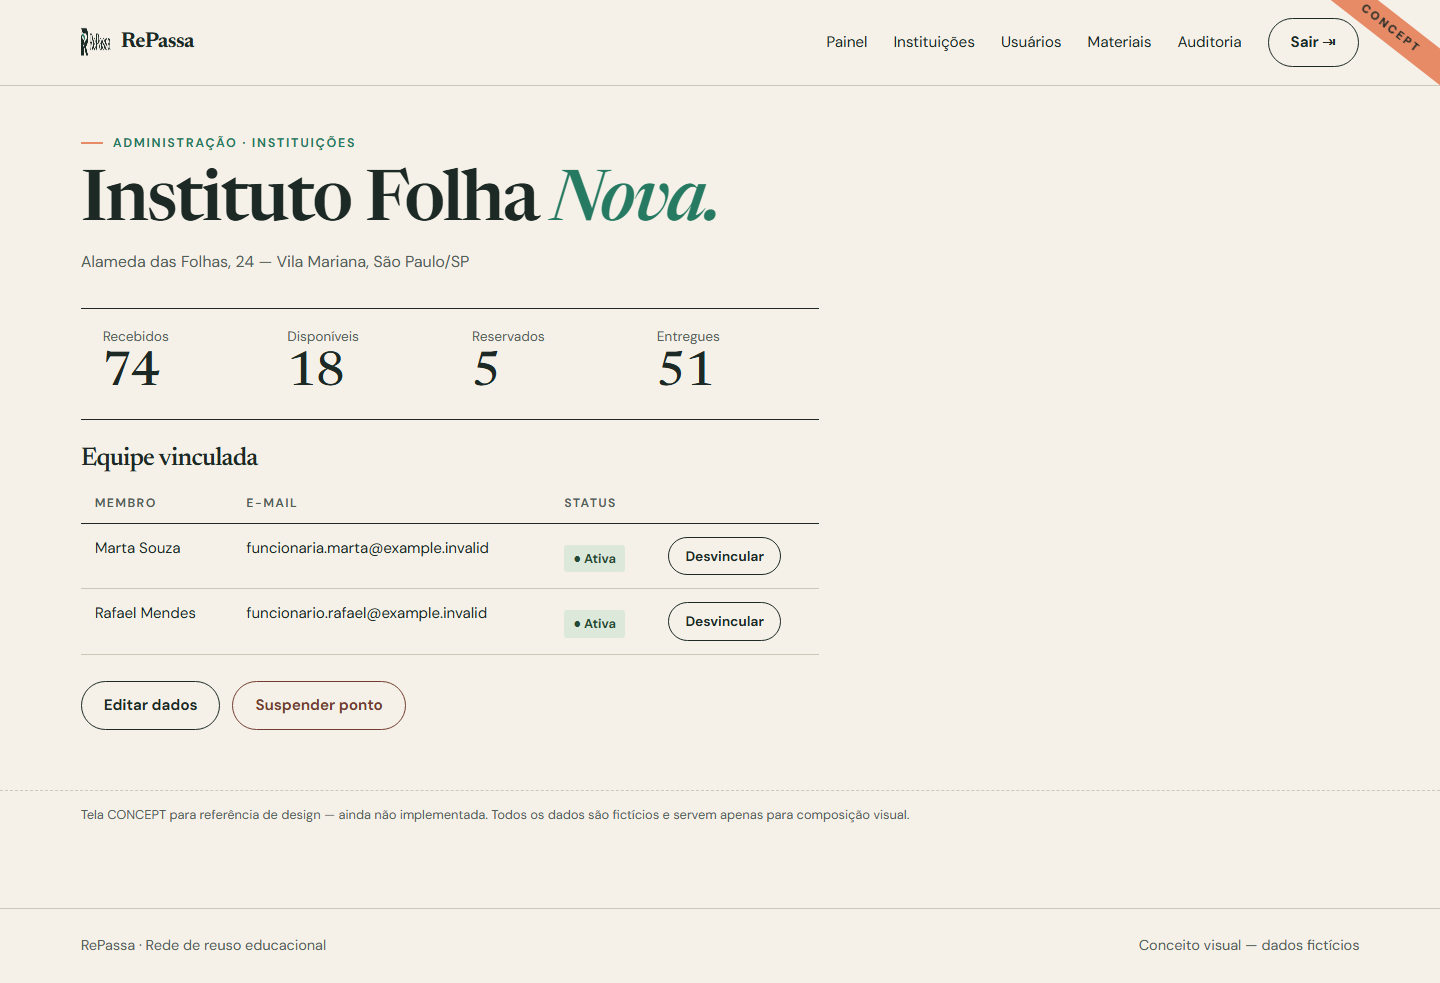 RePassa
Painel Instituições Usuários Materiais Auditoria Sair ⇥
CONCEPT
ADMINISTRAÇÃO · INSTITUIÇÕES
Instituto Folha Nova.
Alameda das Folhas, 24 — Vila Mariana, São Paulo/SP
Recebidos Disponíveis Reservados Entregues
74 18 5 51
Equipe vinculada
MEMBRO E-MAIL STATUS
Marta Souza funcionaria.marta@example.invalid ● Ativa Desvincular
Rafael Mendes funcionario.rafael@example.invalid ● Ativa Desvincular
Editar dados Suspender ponto
Tela CONCEPT para referência de design — ainda não implementada. Todos os dados são fictícios e servem apenas para composição visual.
RePassa · Rede de reuso educacional Conceito visual — dados fictícios